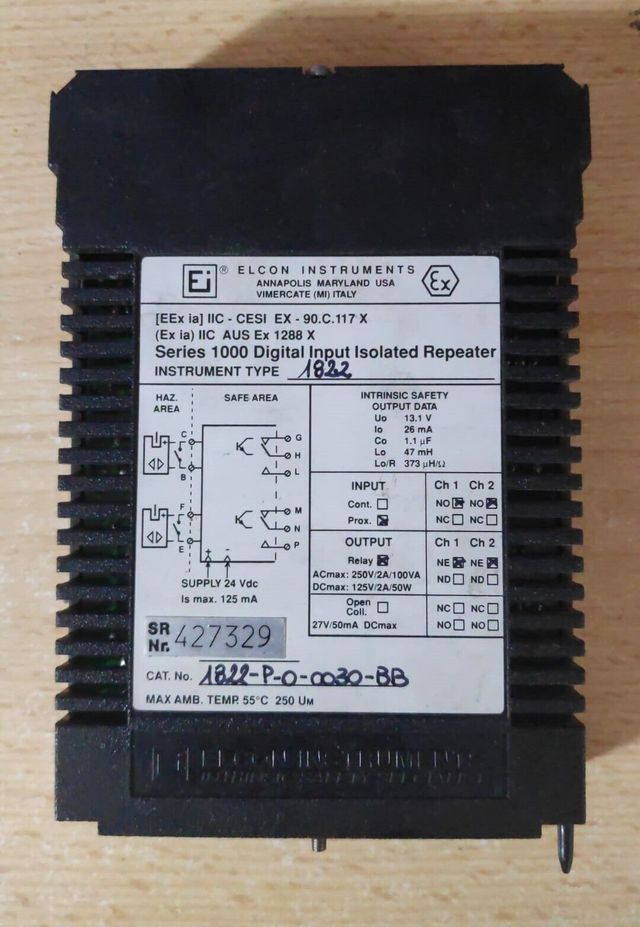 Ei ® ELCON INSTRUMENTS Ex
ANNAPOLIS MARYLAND USA
VIMERCATE (MI) ITALY
[EEx ia] IIC - CESI EX - 90.C.117 X
(Ex ia) IIC AUS Ex 1288 X
Series 1000 Digital Input Isolated Repeater
INSTRUMENT TYPE 1822
HAZ. AREA
SAFE AREA
C
B
F
E
G
H
L
M
N
P
+ -
SUPPLY 24 Vdc
Is max. 125 mA
INTRINSIC SAFETY
OUTPUT DATA
Uo 13.1 V
Io 26 mA
Co 1.1 µF
Lo 47 mH
Lo/R 373 µH/Ω
INPUT Ch 1 Ch 2
Cont. NO NO
Prox. NC NC
OUTPUT Ch 1 Ch 2
Relay NE NE
ACmax: 250V/2A/100VA ND ND
DCmax: 125V/2A/50W
Open Coll. NC NC
27V/50mA DCmax NO NO
SR Nr. 427329
CAT. No. 1822-P-0-0030-BB
MAX AMB. TEMP. 55°C 250 UM
ELCON INSTRUMENTS
INTRINSIC SAFETY SPECIALIST